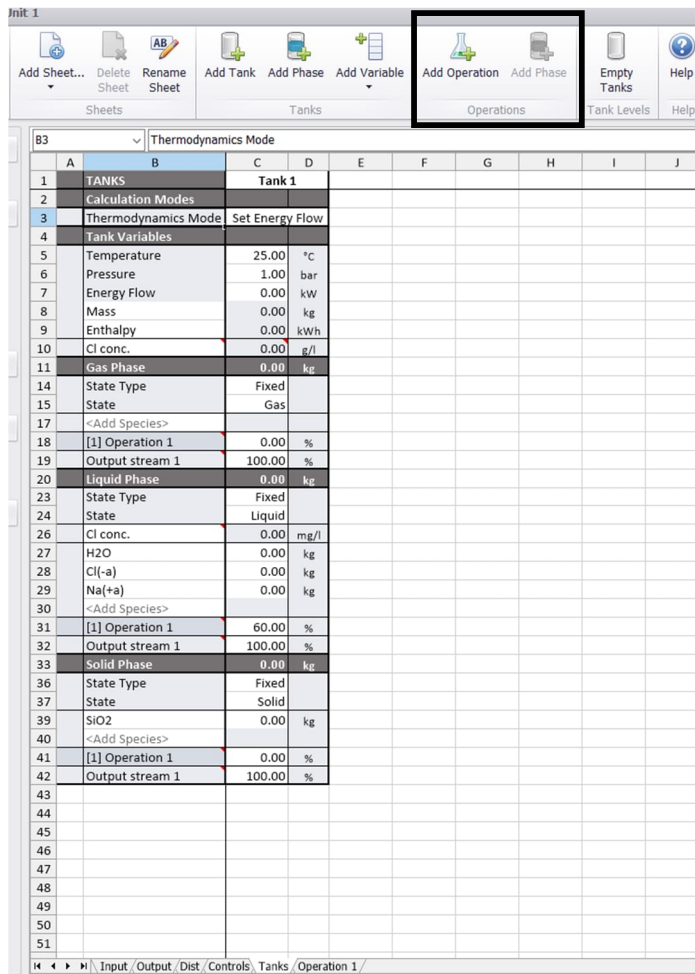 Unit 1
Add Sheet... Delete Sheet Rename Sheet Add Tank Add Phase Add Variable Add Operation Add Phase Empty Tanks Help
Sheets Tanks Operations Tank Levels Help
B3 Thermodynamics Mode
A B C D E F G H I J
1 TANKS Tank 1
2 Calculation Modes
3 Thermodynamics Mode Set Energy Flow
4 Tank Variables
5 Temperature 25.00 °C
6 Pressure 1.00 bar
7 Energy Flow 0.00 kW
8 Mass 0.00 kg
9 Enthalpy 0.00 kWh
10 Cl conc. 0.00 g/l
11 Gas Phase 0.00 kg
14 State Type Fixed
15 State Gas
17 <Add Species>
18 [1] Operation 1 0.00 %
19 Output stream 1 100.00 %
20 Liquid Phase 0.00 kg
23 State Type Fixed
24 State Liquid
26 Cl conc. 0.00 mg/l
27 H2O 0.00 kg
28 Cl(-a) 0.00 kg
29 Na(+a) 0.00 kg
30 <Add Species>
31 [1] Operation 1 60.00 %
32 Output stream 1 100.00 %
33 Solid Phase 0.00 kg
36 State Type Fixed
37 State Solid
39 SiO2 0.00 kg
40 <Add Species>
41 [1] Operation 1 0.00 %
42 Output stream 1 100.00 %
43
44
45
46
47
48
49
50
51
Input Output Dist Controls Tanks Operation 1